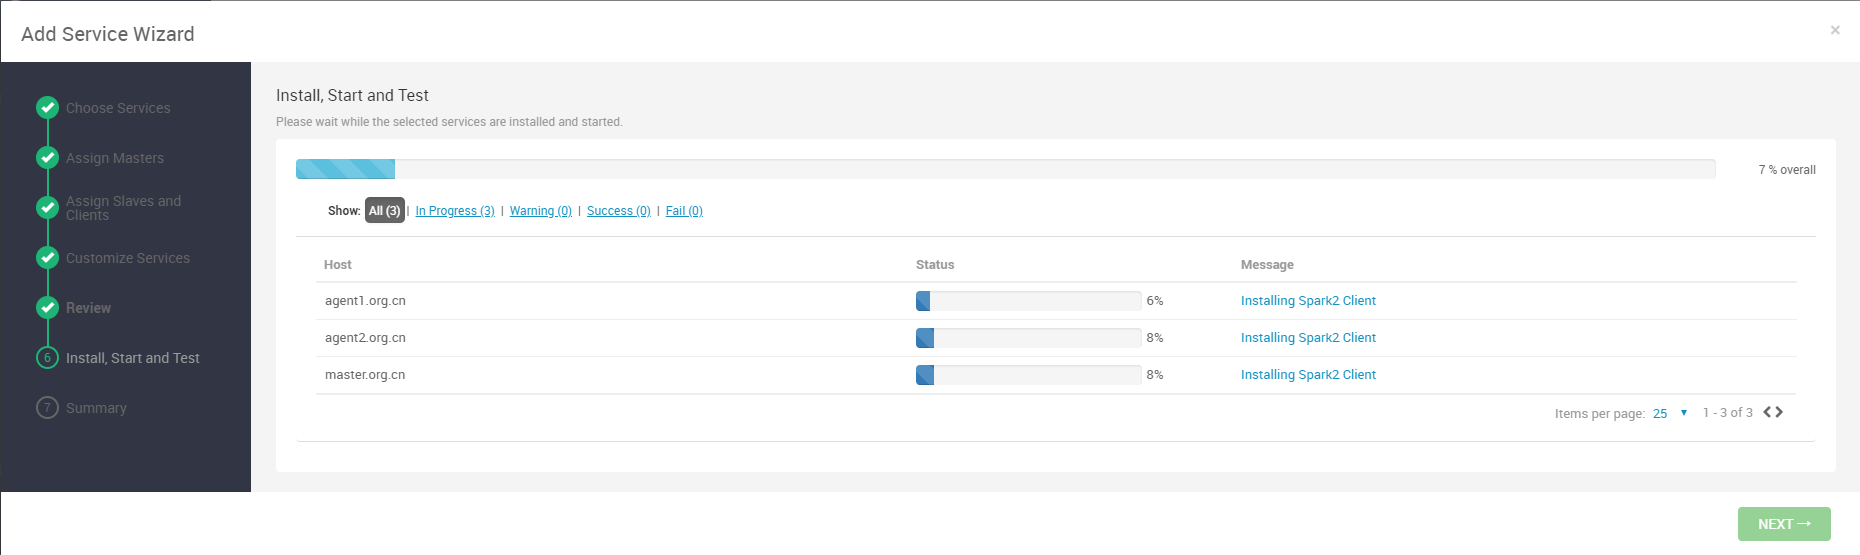 Add Service Wizard
×
Choose Services
Assign Masters
Assign Slaves and
Clients
Customize Services
Review
6 Install, Start and Test
7 Summary
Install, Start and Test
Please wait while the selected services are installed and started.
7 % overall
Show: All (3) | In Progress (3) | Warning (0) | Success (0) | Fail (0)
Host Status Message
agent1.org.cn 6% Installing Spark2 Client
agent2.org.cn 8% Installing Spark2 Client
master.org.cn 8% Installing Spark2 Client
Items per page: 25 1 - 3 of 3
NEXT →